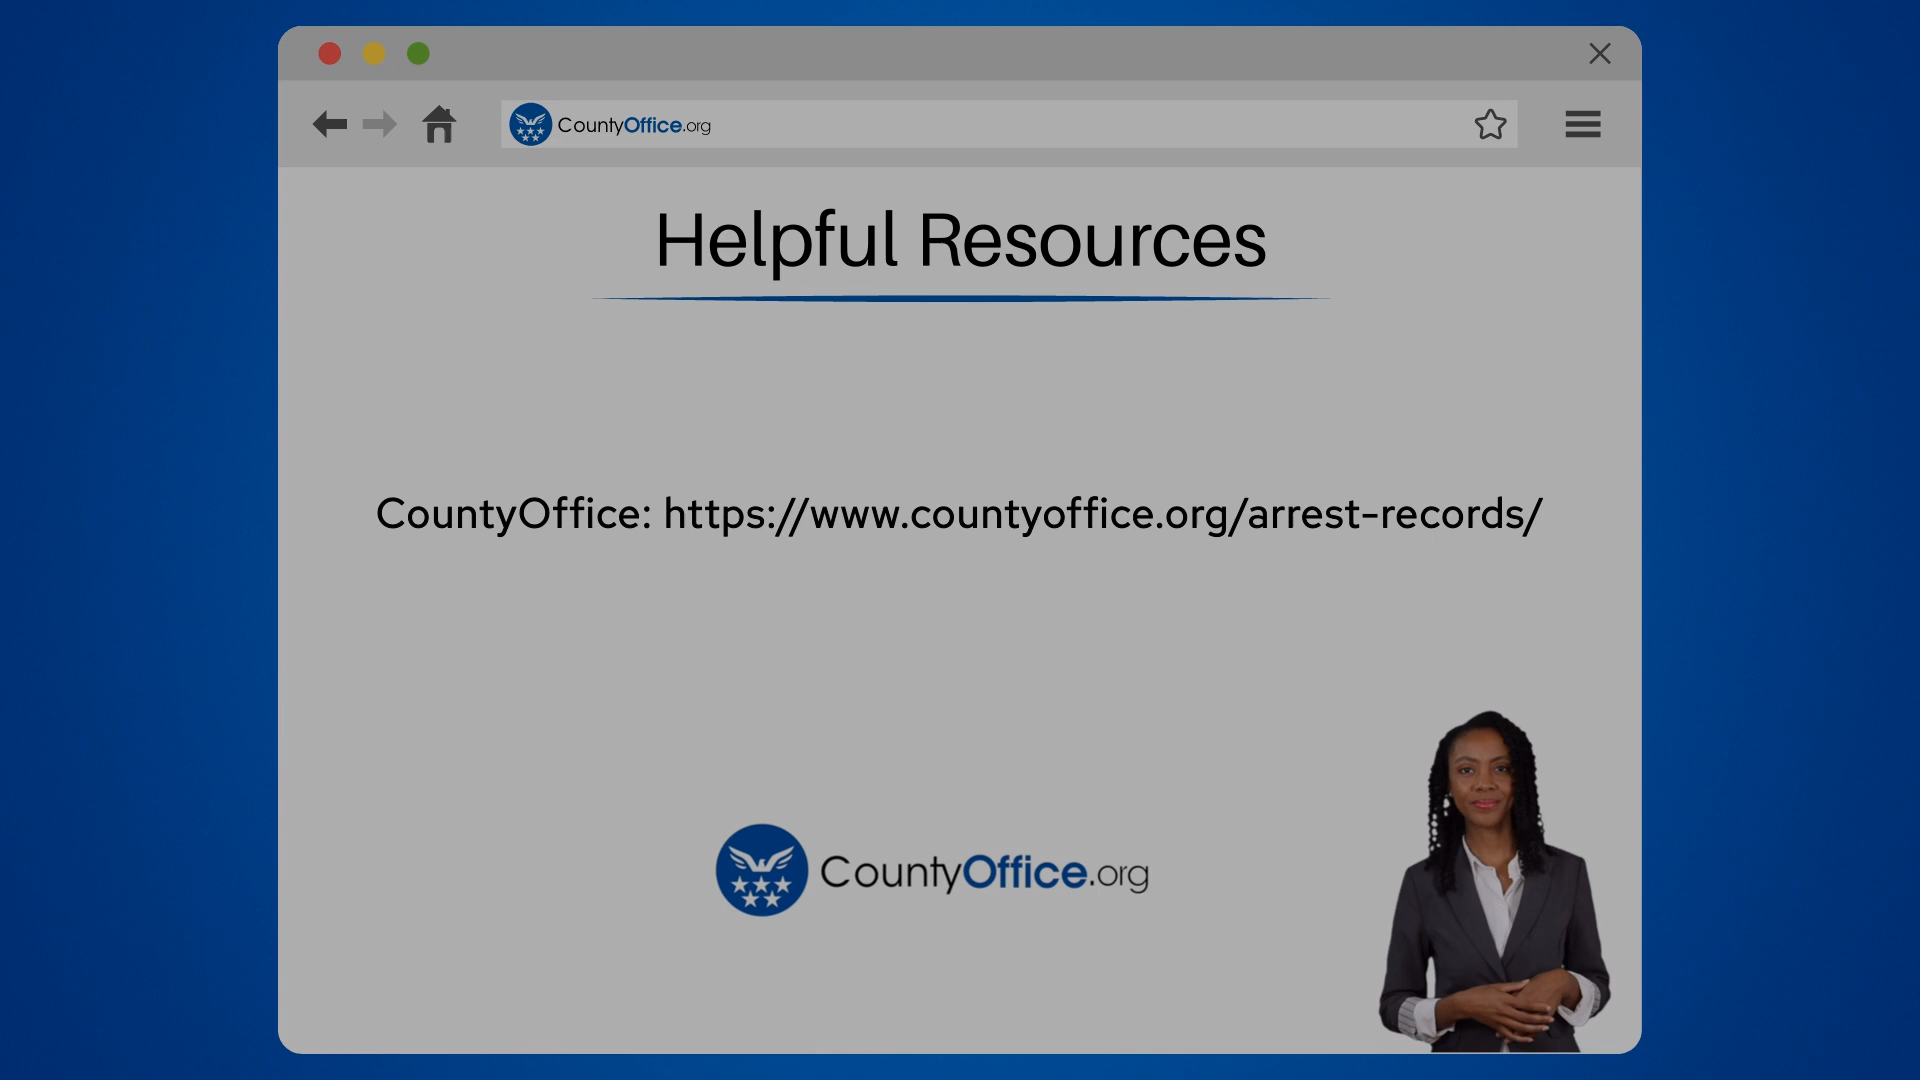 CountyOffice.org
Helpful Resources
CountyOffice: https://www.countyoffice.org/arrest-records/
CountyOffice.org